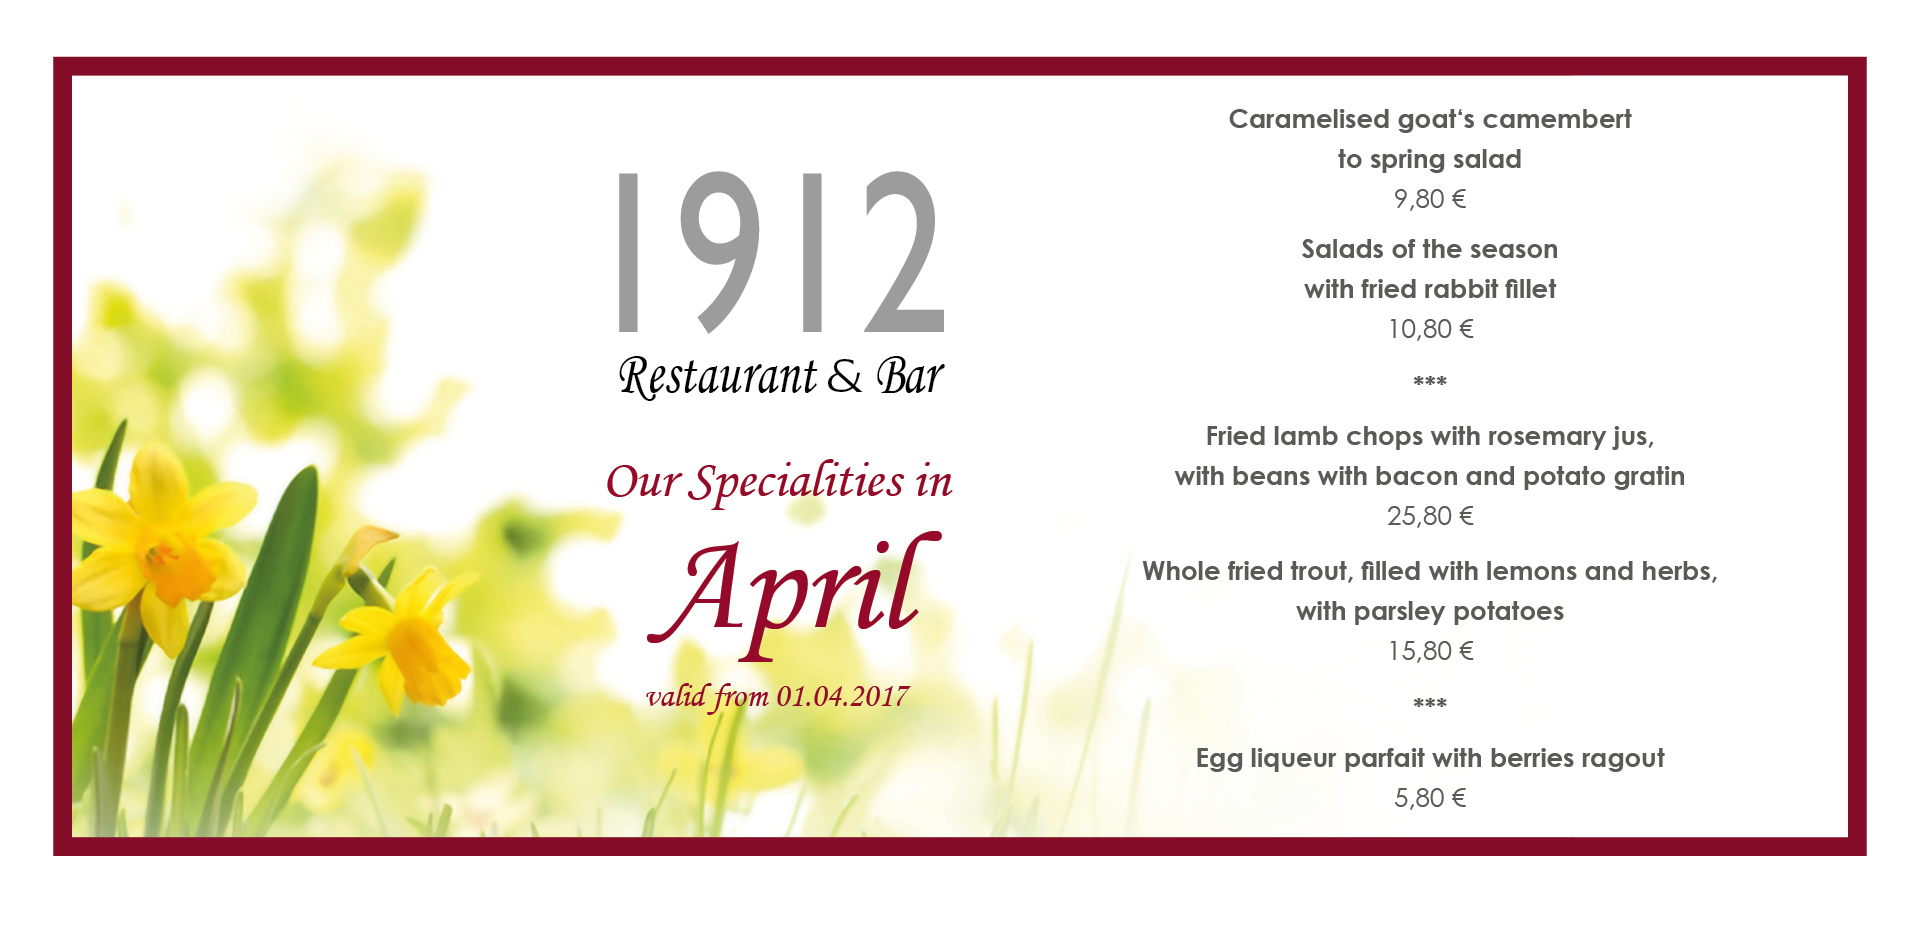 1912
Restaurant & Bar
Our Specialities in
April
valid from 01.04.2017
Caramelised goat‘s camembert
to spring salad
9,80 €
Salads of the season
with fried rabbit fillet
10,80 €
***
Fried lamb chops with rosemary jus,
with beans with bacon and potato gratin
25,80 €
Whole fried trout, filled with lemons and herbs,
with parsley potatoes
15,80 €
***
Egg liqueur parfait with berries ragout
5,80 €